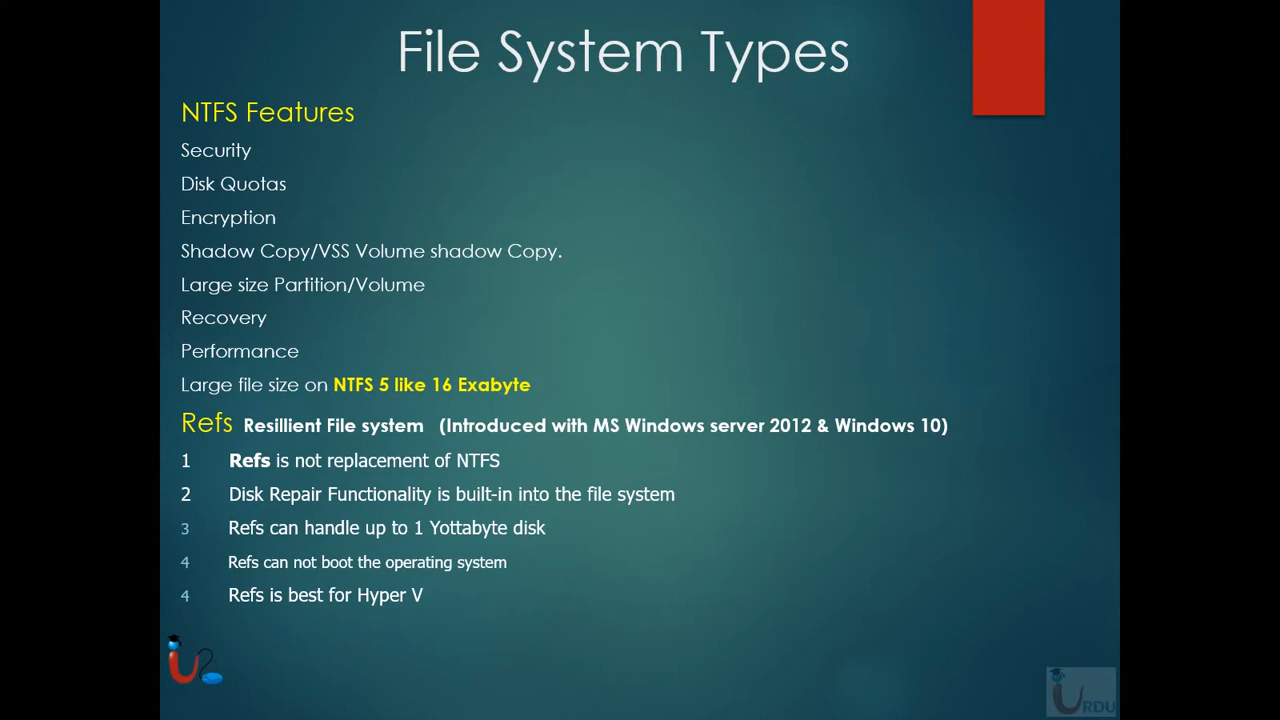 File System Types
NTFS Features
Security
Disk Quotas
Encryption
Shadow Copy/VSS Volume shadow Copy.
Large size Partition/Volume
Recovery
Performance
Large file size on NTFS 5 like 16 Exabyte
Refs Resillient File system (Introduced with MS Windows server 2012 & Windows 10)
1 Refs is not replacement of NTFS
2 Disk Repair Functionality is built-in into the file system
3 Refs can handle up to 1 Yottabyte disk
4 Refs can not boot the operating system
4 Refs is best for Hyper V
URDU